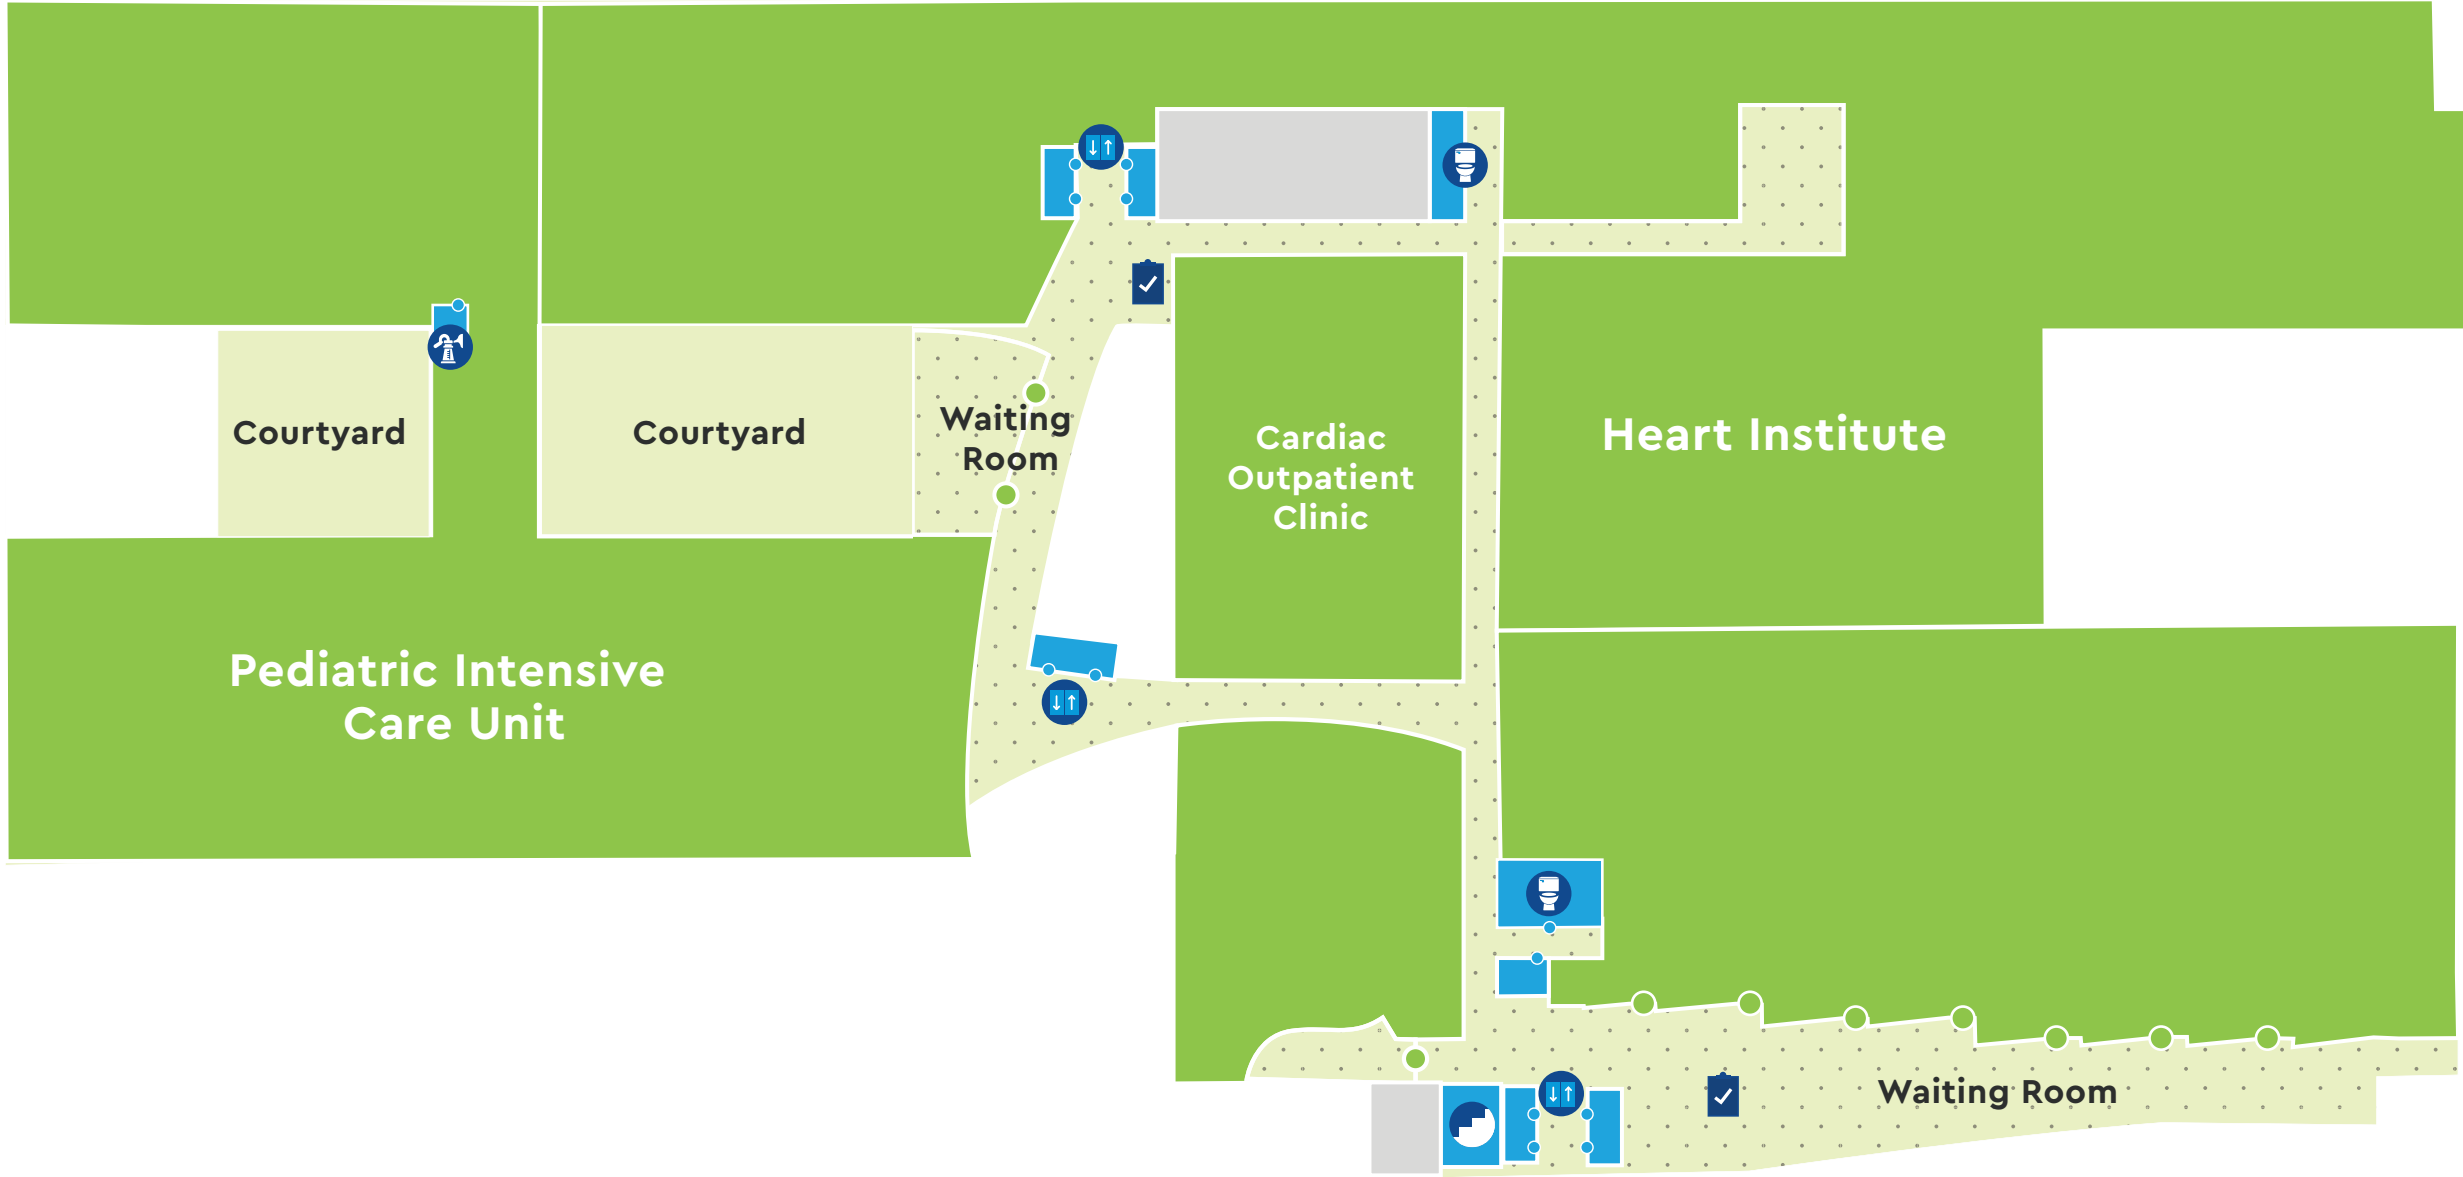 Courtyard
Courtyard
Waiting
Room
Cardiac
Outpatient
Clinic
Heart Institute
Pediatric Intensive
Care Unit
Waiting Room